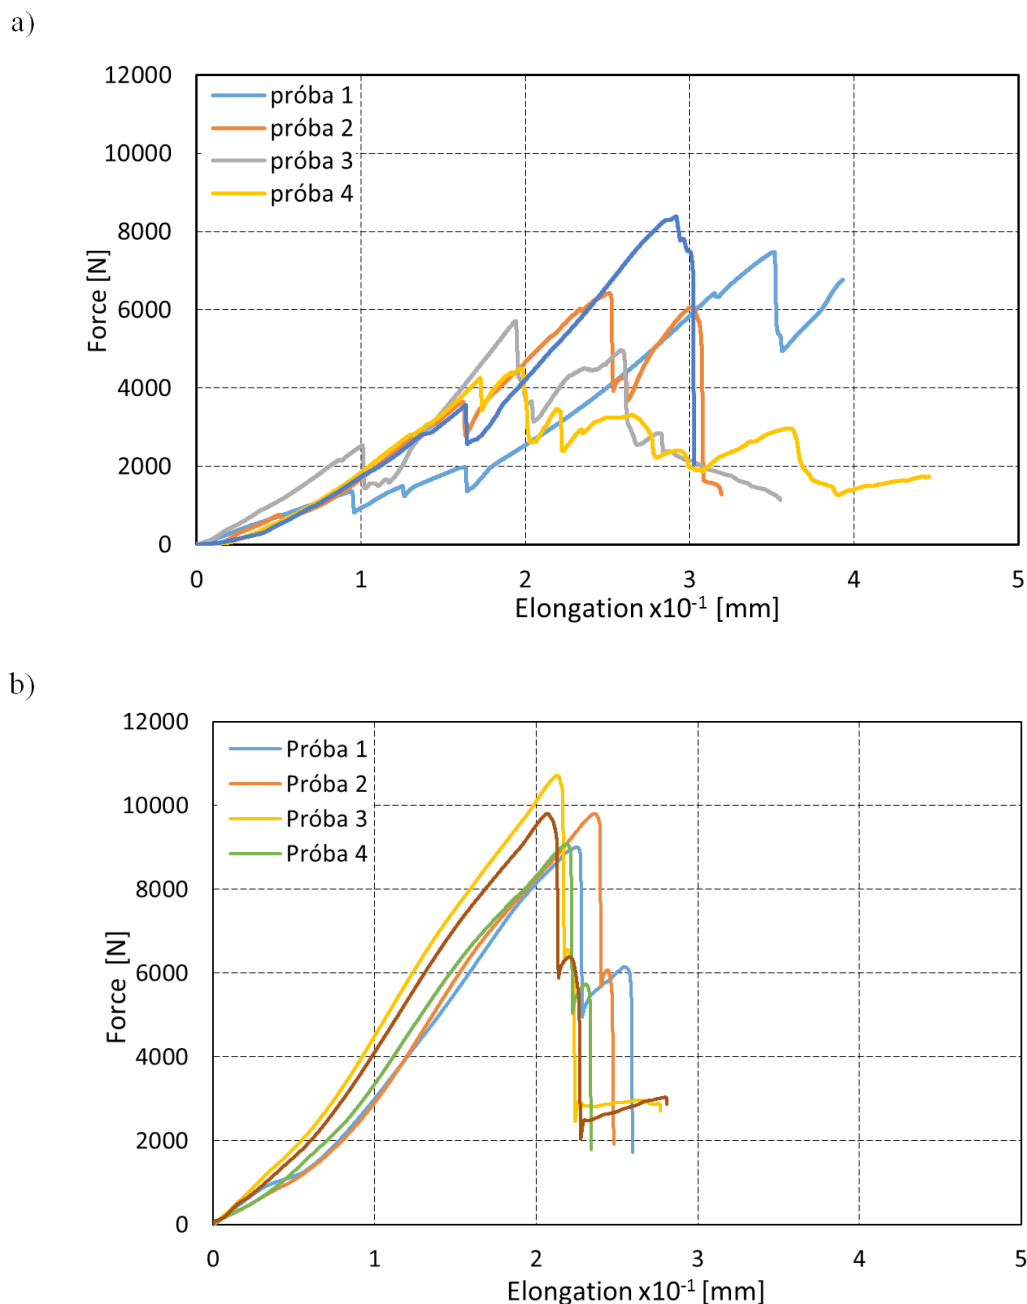 a)
12000
10000
8000
6000
4000
2000
0
Force [N]
próba 1
próba 2
próba 3
próba 4
0 1 2 3 4 5
Elongation x10⁻¹ [mm]
b)
12000
10000
8000
6000
4000
2000
0
Force [N]
Próba 1
Próba 2
Próba 3
Próba 4
0 1 2 3 4 5
Elongation x10⁻¹ [mm]